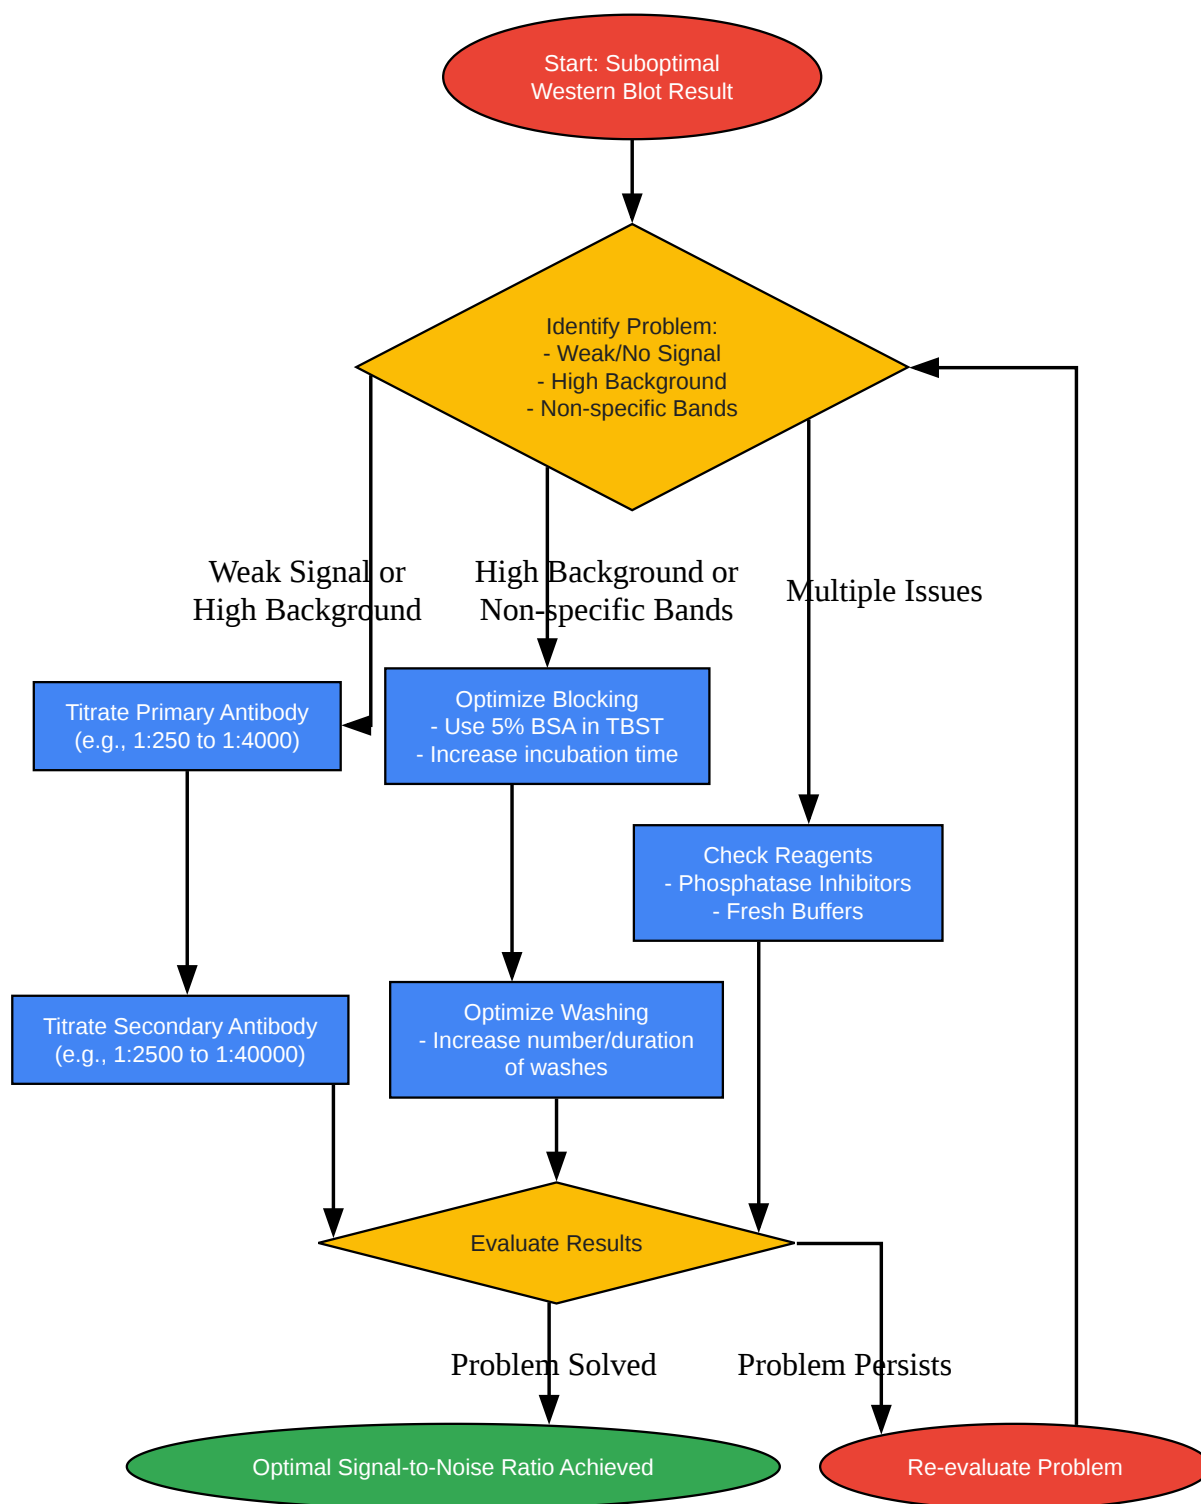 Start: Suboptimal
Western Blot Result
Identify Problem:
- Weak/No Signal
- High Background
- Non-specific Bands
Weak Signal or
High Background
High Background or
Non-specific Bands
Multiple Issues
Titrate Primary Antibody
(e.g., 1:250 to 1:4000)
Optimize Blocking
- Use 5% BSA in TBST
- Increase incubation time
Check Reagents
- Phosphatase Inhibitors
- Fresh Buffers
Titrate Secondary Antibody
(e.g., 1:2500 to 1:40000)
Optimize Washing
- Increase number/duration
of washes
Evaluate Results
Problem Solved
Problem Persists
Optimal Signal-to-Noise Ratio Achieved
Re-evaluate Problem